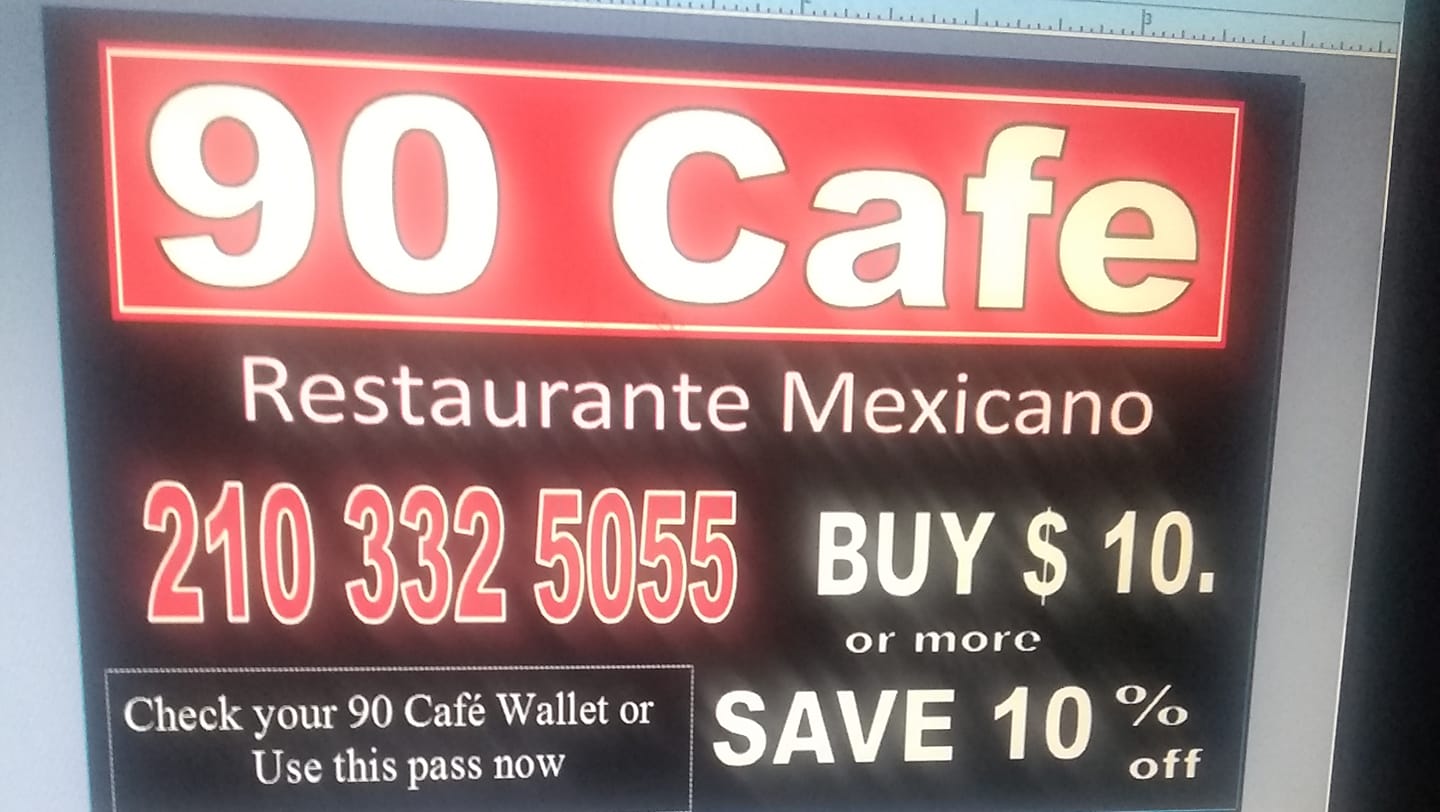 3
90 Cafe
Restaurante Mexicano
210 332 5055
BUY $ 10.
or more
SAVE 10 %
off
Check your 90 Café Wallet or
Use this pass now